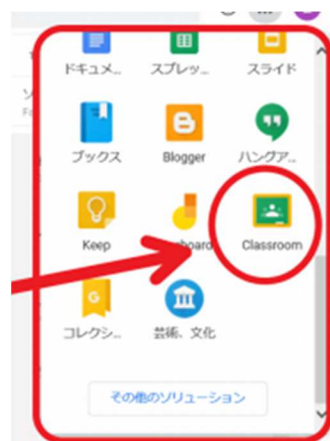 ドキュメ... スプレッ... スライド
ブックス Blogger ハングア...
Keep board Classroom
コレクシ... 芸術、文化
その他のソリューション